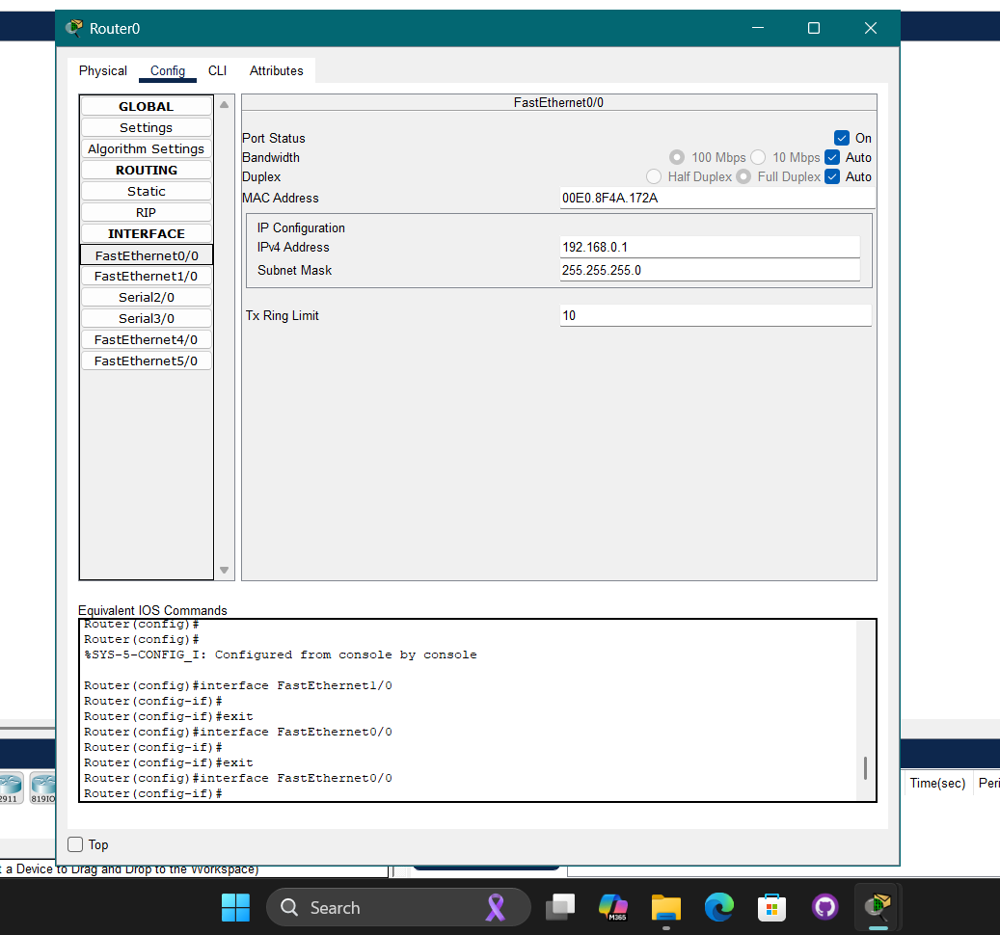 Router0
Physical Config CLI Attributes
GLOBAL
Settings
Algorithm Settings
ROUTING
Static
RIP
INTERFACE
FastEthernet0/0
FastEthernet1/0
Serial2/0
Serial3/0
FastEthernet4/0
FastEthernet5/0
FastEthernet0/0
Port Status On
Bandwidth 100 Mbps 10 Mbps Auto
Duplex Half Duplex Full Duplex Auto
MAC Address 00E0.8F4A.172A
IP Configuration
IPv4 Address 192.168.0.1
Subnet Mask 255.255.255.0
Tx Ring Limit 10
Equivalent IOS Commands
Router(config)#
Router(config)#
%SYS-5-CONFIG_I: Configured from console by console
Router(config)#interface FastEthernet1/0
Router(config-if)#
Router(config-if)#exit
Router(config)#interface FastEthernet0/0
Router(config-if)#
Router(config-if)#exit
Router(config)#interface FastEthernet0/0
Router(config-if)#
Top
2911 819IO
Time(sec) Peri
t a Device to Drag and Drop to the Workspace)
Search
M365